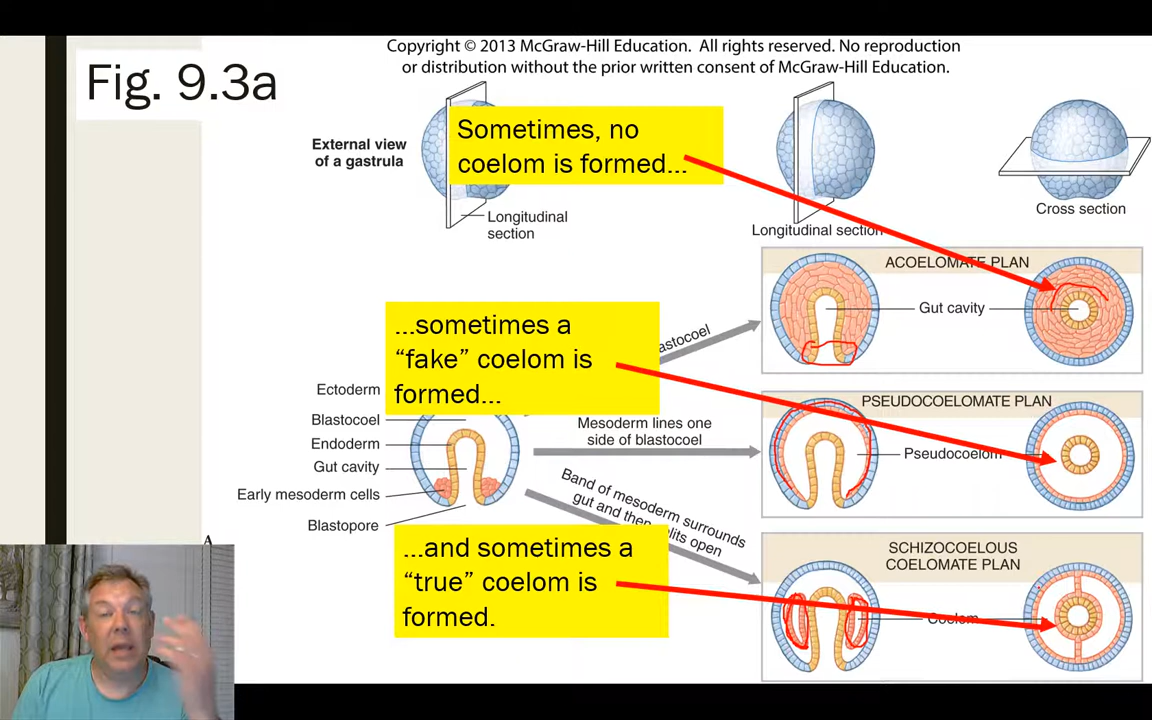 Copyright © 2013 McGraw-Hill Education. All rights reserved. No reproduction
or distribution without the prior written consent of McGraw-Hill Education.
Fig. 9.3a
External view
of a gastrula
Sometimes, no
coelom is formed...
Longitudinal
section
Longitudinal section
Cross section
ACOELOMATE PLAN
Gut cavity
...sometimes a
"fake" coelom is
formed...
Ectoderm
Blastocoel
Endoderm
Gut cavity
Early mesoderm cells
Blastopore
A
Mesoderm lines one
side of blastocoel
PSEUDOCOELOMATE PLAN
Pseudocoelom
Band of mesoderm surrounds
gut and then
open
...and sometimes a
"true" coelom is
formed.
SCHIZOCOELOUS
COELOMATE PLAN
Coelom